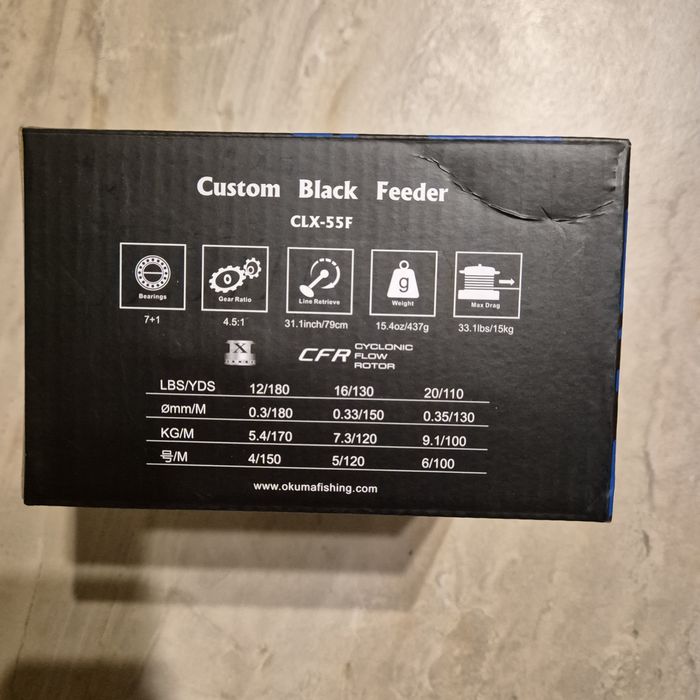 Custom Black Feeder
CLX-55F
Bearings
Gear Ratio
Line Retrieve
g
Weight
Max Drag
7+1
4.5:1
31.1inch/79cm
15.4oz/437g
33.1lbs/15kg
X
CFR CYCLONIC
FLOW
ROTOR
LBS/YDS 12/180 16/130 20/110
ømm/M 0.3/180 0.33/150 0.35/130
KG/M 5.4/170 7.3/120 9.1/100
号/M 4/150 5/120 6/100
www.okumafishing.com